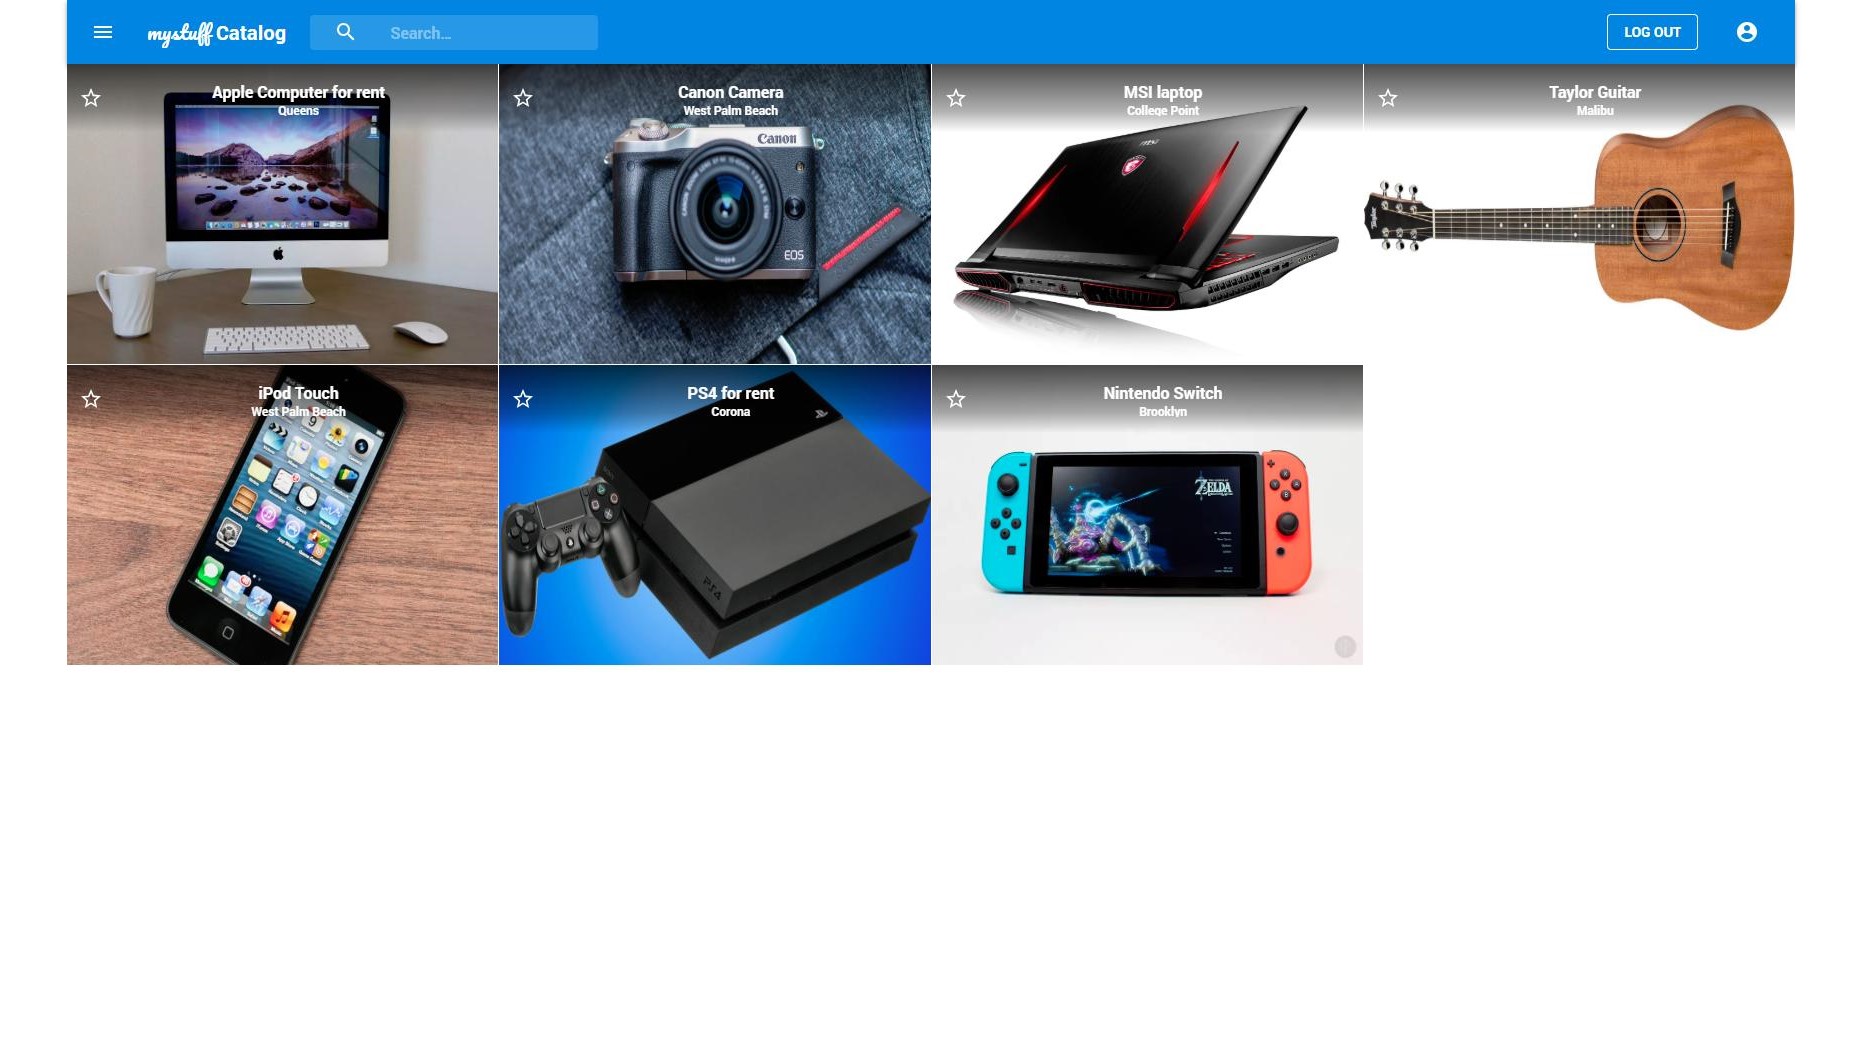 mystuff Catalog
Search...
LOG OUT
Apple Computer for rent
Queens
Canon Camera
West Palm Beach
Canon
EOS
MSI laptop
College Point
msi
Taylor Guitar
Malibu
Taylor
iPod Touch
West Palm Beach
PS4 for rent
Corona
PS4
Nintendo Switch
Brooklyn
ZELDA